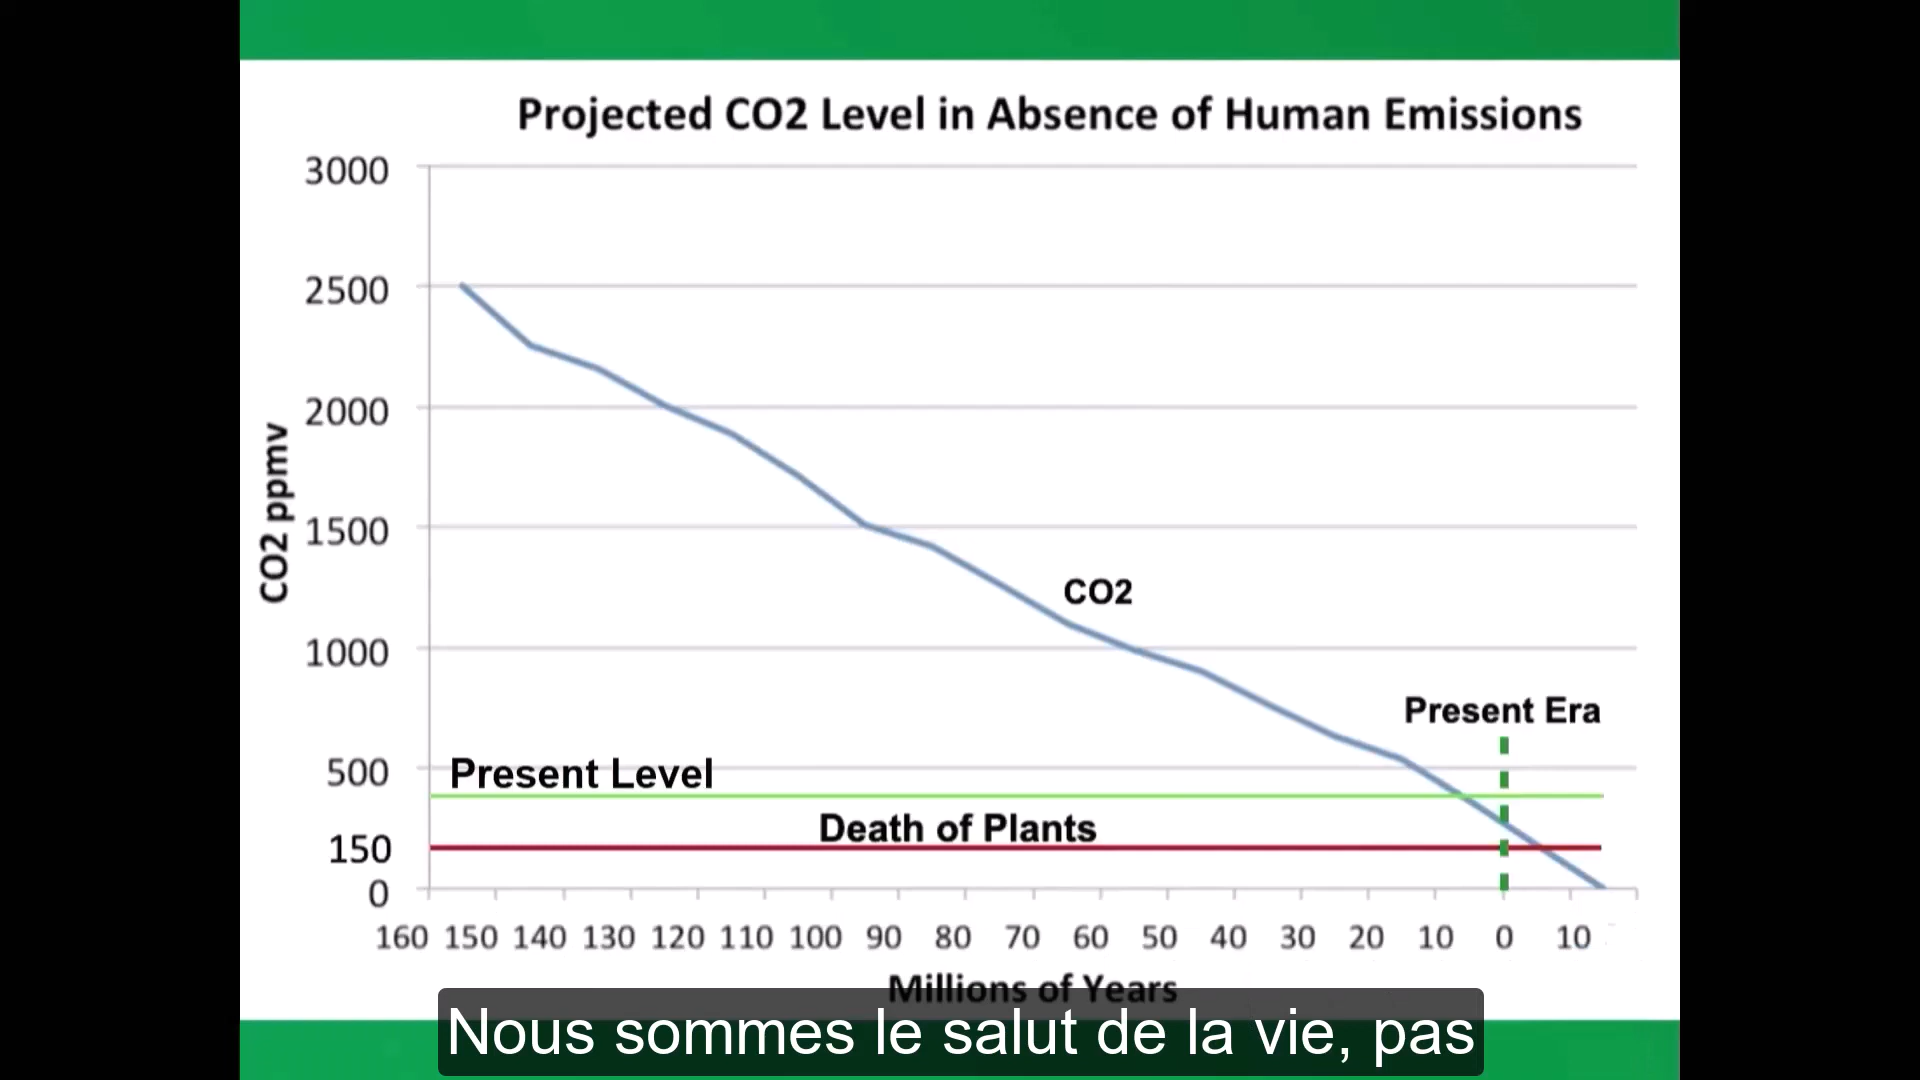 Projected CO2 Level in Absence of Human Emissions
3000
2500
2000
1500
1000
500
150
0
CO2 ppmv
CO2
Present Era
Present Level
Death of Plants
160 150 140 130 120 110 100 90 80 70 60 50 40 30 20 10 0 10
Millions of Years
Nous sommes le salut de la vie, pas